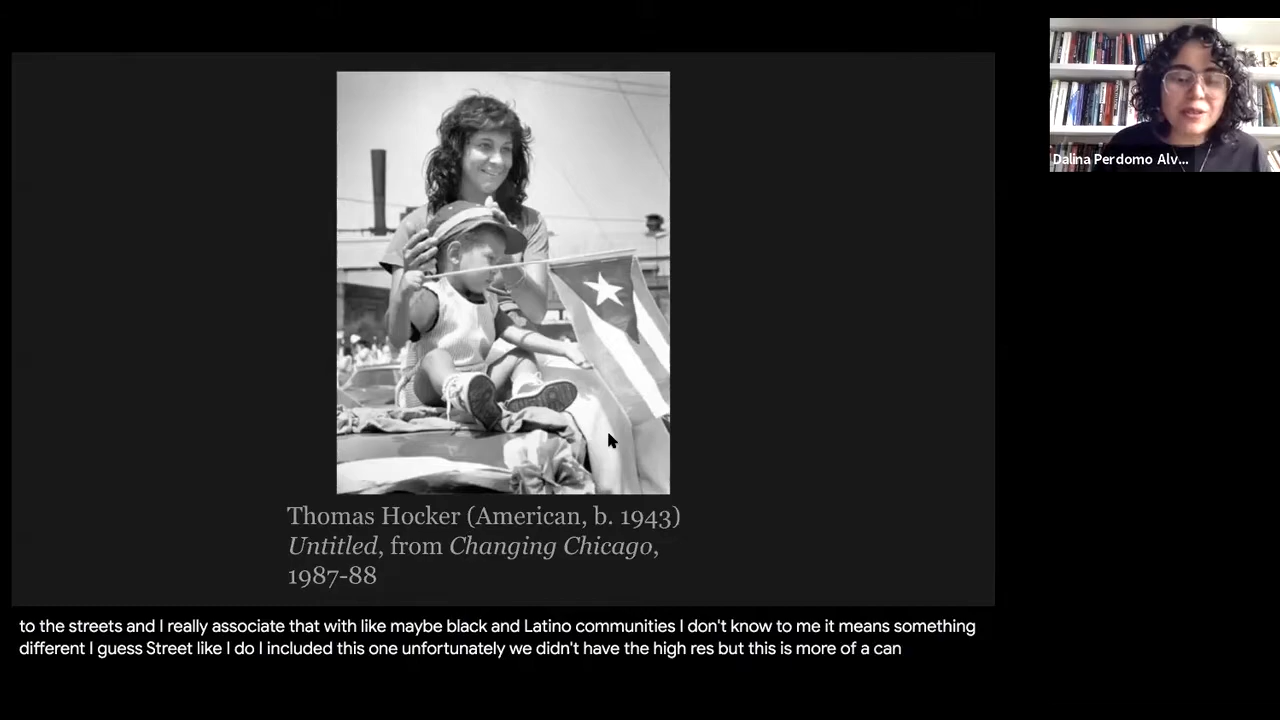 Dalina Perdomo Alv...
Thomas Hocker (American, b. 1943)
Untitled, from Changing Chicago,
1987-88
to the streets and I really associate that with like maybe black and Latino communities I don't know to me it means something
different I guess Street like I do I included this one unfortunately we didn't have the high res but this is more of a can